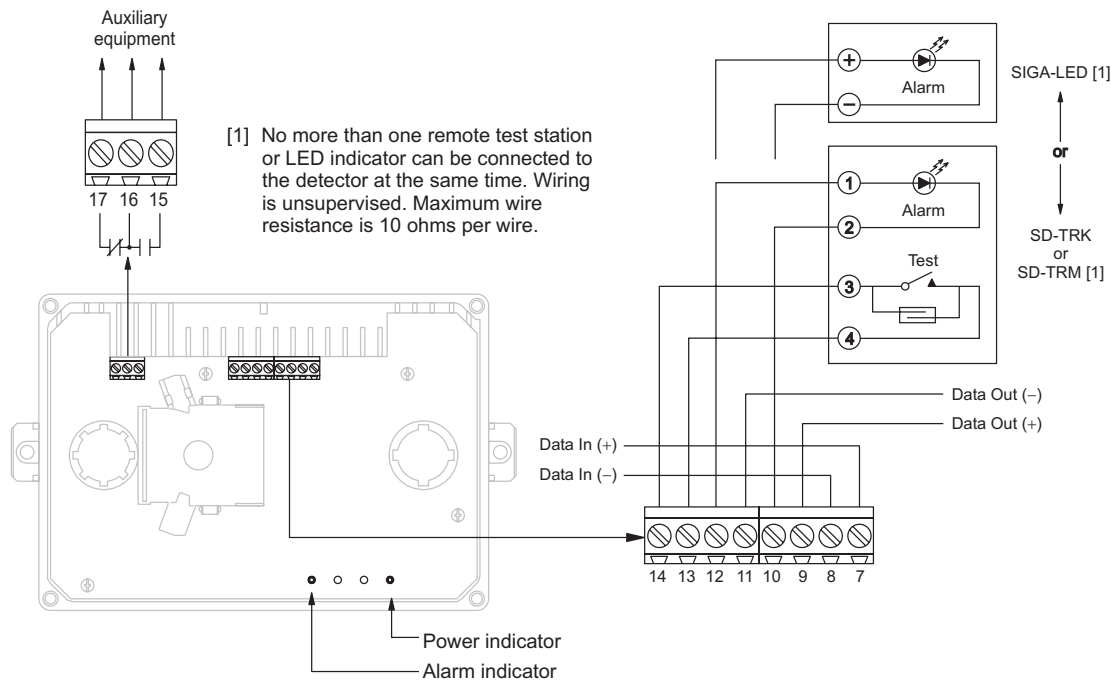 Auxiliary
equipment
17 16 15
[1] No more than one remote test station
or LED indicator can be connected to
the detector at the same time. Wiring
is unsupervised. Maximum wire
resistance is 10 ohms per wire.
+
Alarm
−
SIGA-LED [1]
or
SD-TRK
or
SD-TRM [1]
1
Alarm
2
Test
3
4
Data Out (−)
Data Out (+)
Data In (+)
Data In (−)
14 13 12 11 10 9 8 7
Power indicator
Alarm indicator